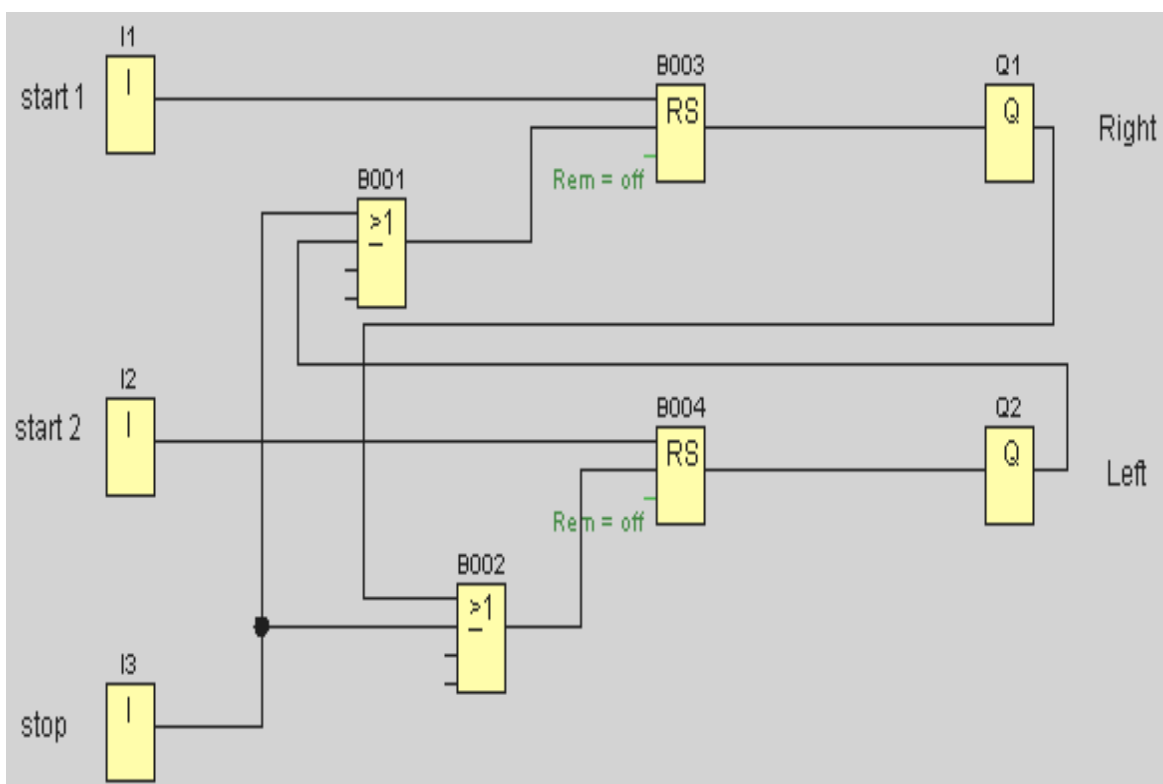 I1
I
start 1
B003
RS
Rem = off
Q1
Q
Right
B001
>1
I2
I
start 2
B004
RS
Rem = off
Q2
Q
Left
B002
>1
I3
I
stop